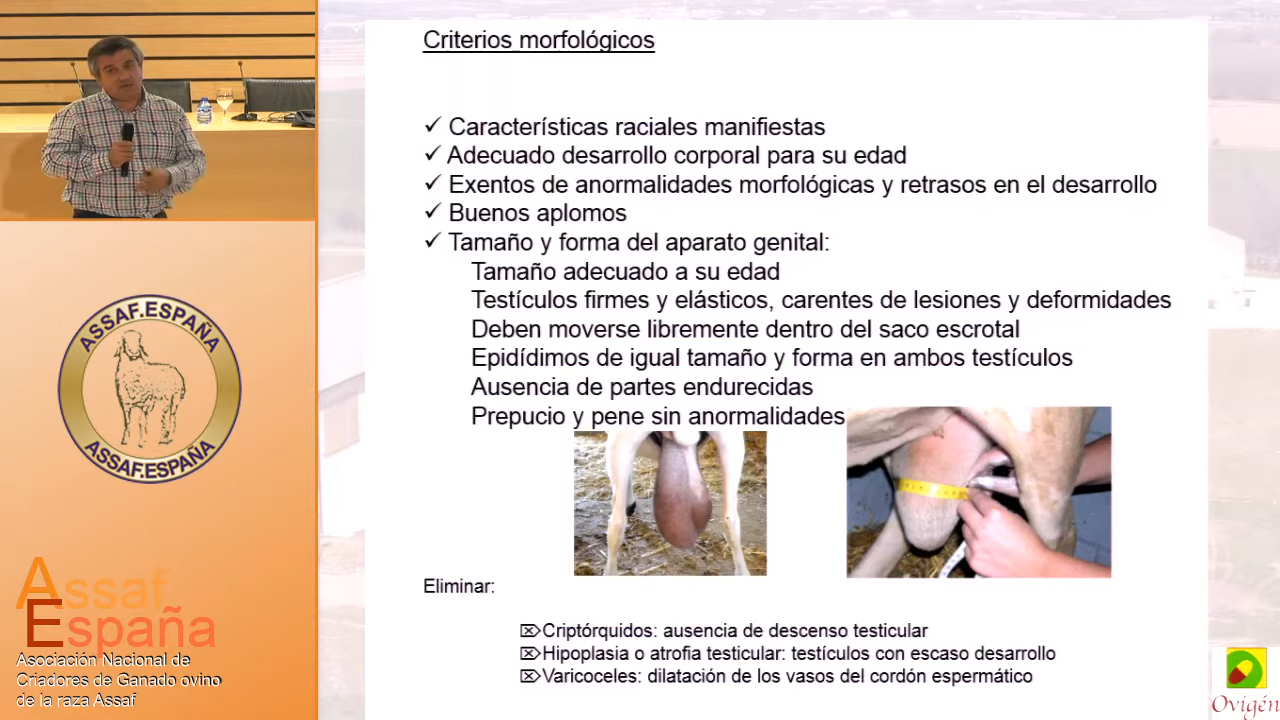 Criterios morfológicos
✓ Características raciales manifiestas
✓ Adecuado desarrollo corporal para su edad
✓ Exentos de anormalidades morfológicas y retrasos en el desarrollo
✓ Buenos aplomos
✓ Tamaño y forma del aparato genital:
Tamaño adecuado a su edad
Testículos firmes y elásticos, carentes de lesiones y deformidades
Deben moverse libremente dentro del saco escrotal
Epidídimos de igual tamaño y forma en ambos testículos
Ausencia de partes endurecidas
Prepucio y pene sin anormalidades
Eliminar:
⌦Criptórquidos: ausencia de descenso testicular
⌦Hipoplasia o atrofia testicular: testículos con escaso desarrollo
⌦Varicoceles: dilatación de los vasos del cordón espermático
ASSAF.ESPAÑA
ASSAF.ESPAÑA
Assaf
España
Asociación Nacional de
Criadores de Ganado ovino
de la raza Assaf
Ovigén